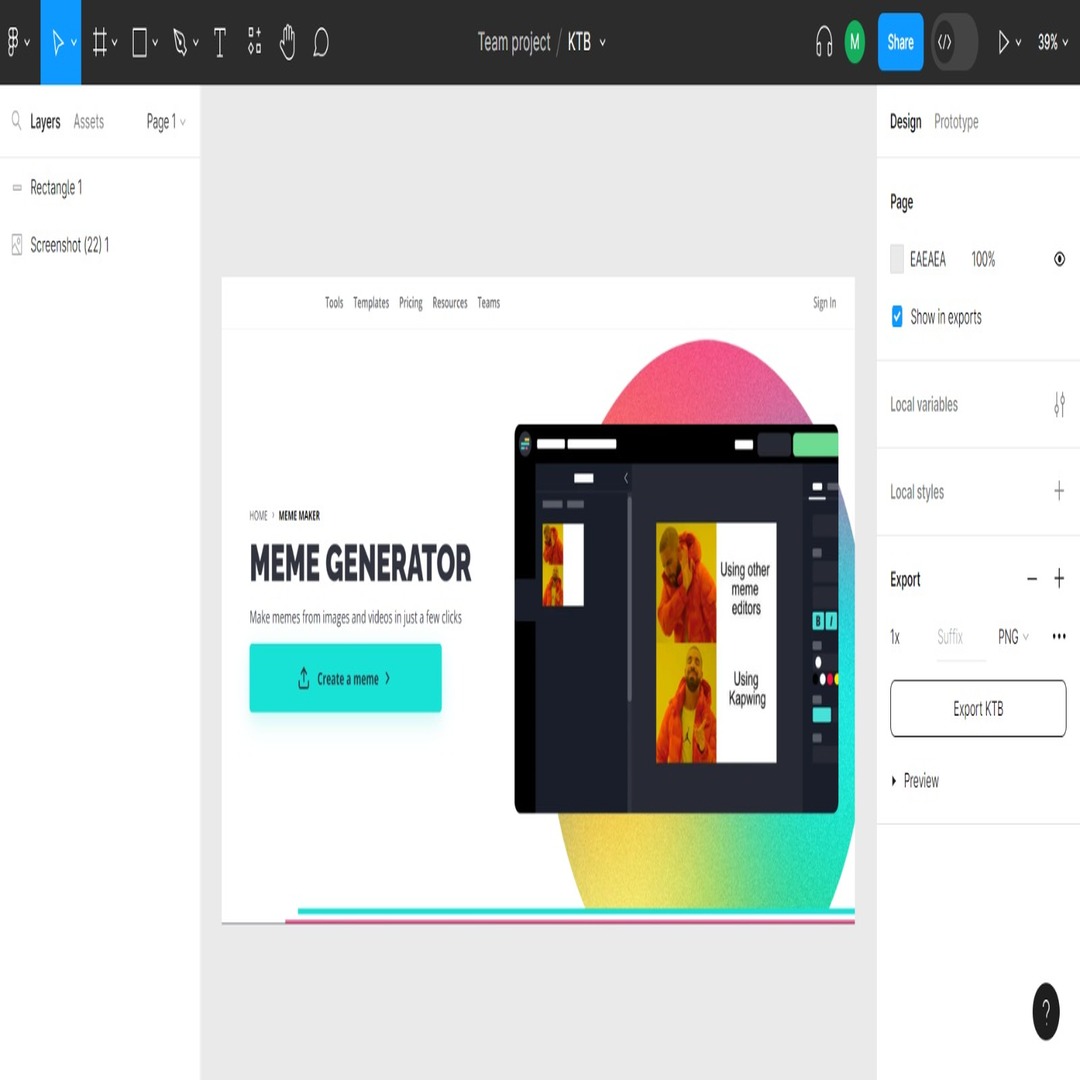 Team project / KTB
M
Share
39%
Layers Assets Page 1
Rectangle 1
Screenshot (22) 1
Tools Templates Pricing Resources Teams Sign In
HOME > MEME MAKER
MEME GENERATOR
Make memes from images and videos in just a few clicks
Create a meme >
Using other
meme
editors
Using
Kapwing
B I
Design Prototype
Page
EAEAEA 100%
Show in exports
Local variables
Local styles
Export
1x Suffix PNG
Export KTB
Preview
?